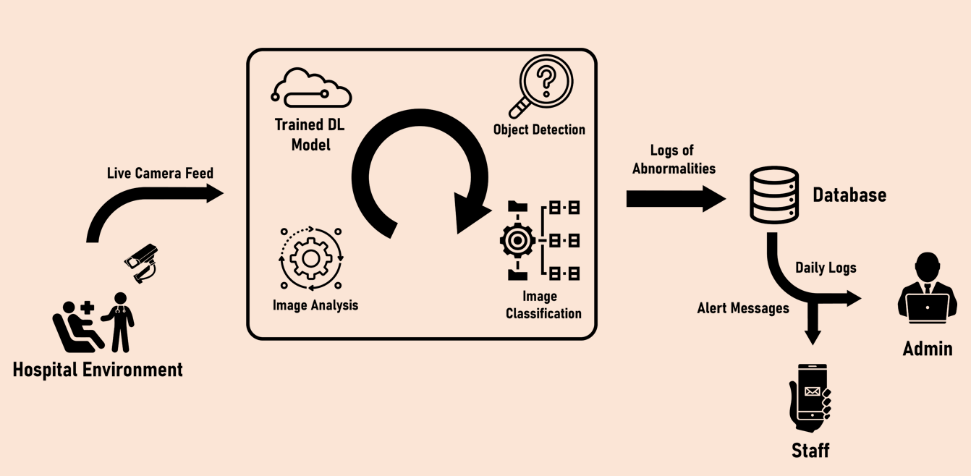 Live Camera Feed
Hospital Environment
Trained DL
Model
Object Detection
Image Analysis
Image
Classification
Logs of
Abnormalities
Database
Daily Logs
Alert Messages
Admin
Staff